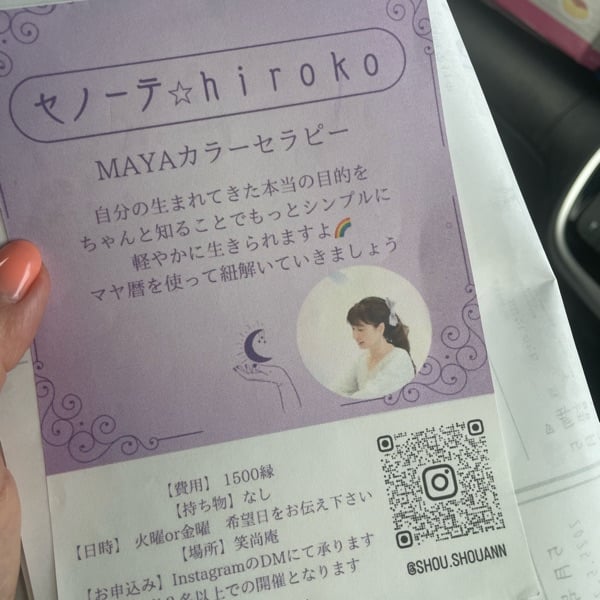 セノーテ☆hiroko
MAYAカラーセラピー
自分の生まれてきた本当の目的を
ちゃんと知ることでもっとシンプルに
軽やかに生きられますよ🌈
マヤ暦を使って紐解いていきましょう
【費用】 1500縁
【持ち物】なし
【日時】 火曜or金曜 希望日をお伝え下さい
【場所】笑尚庵
【お申込み】InstagramのDMにて承ります
名以上での開催となります
@SHOU.SHOUANN